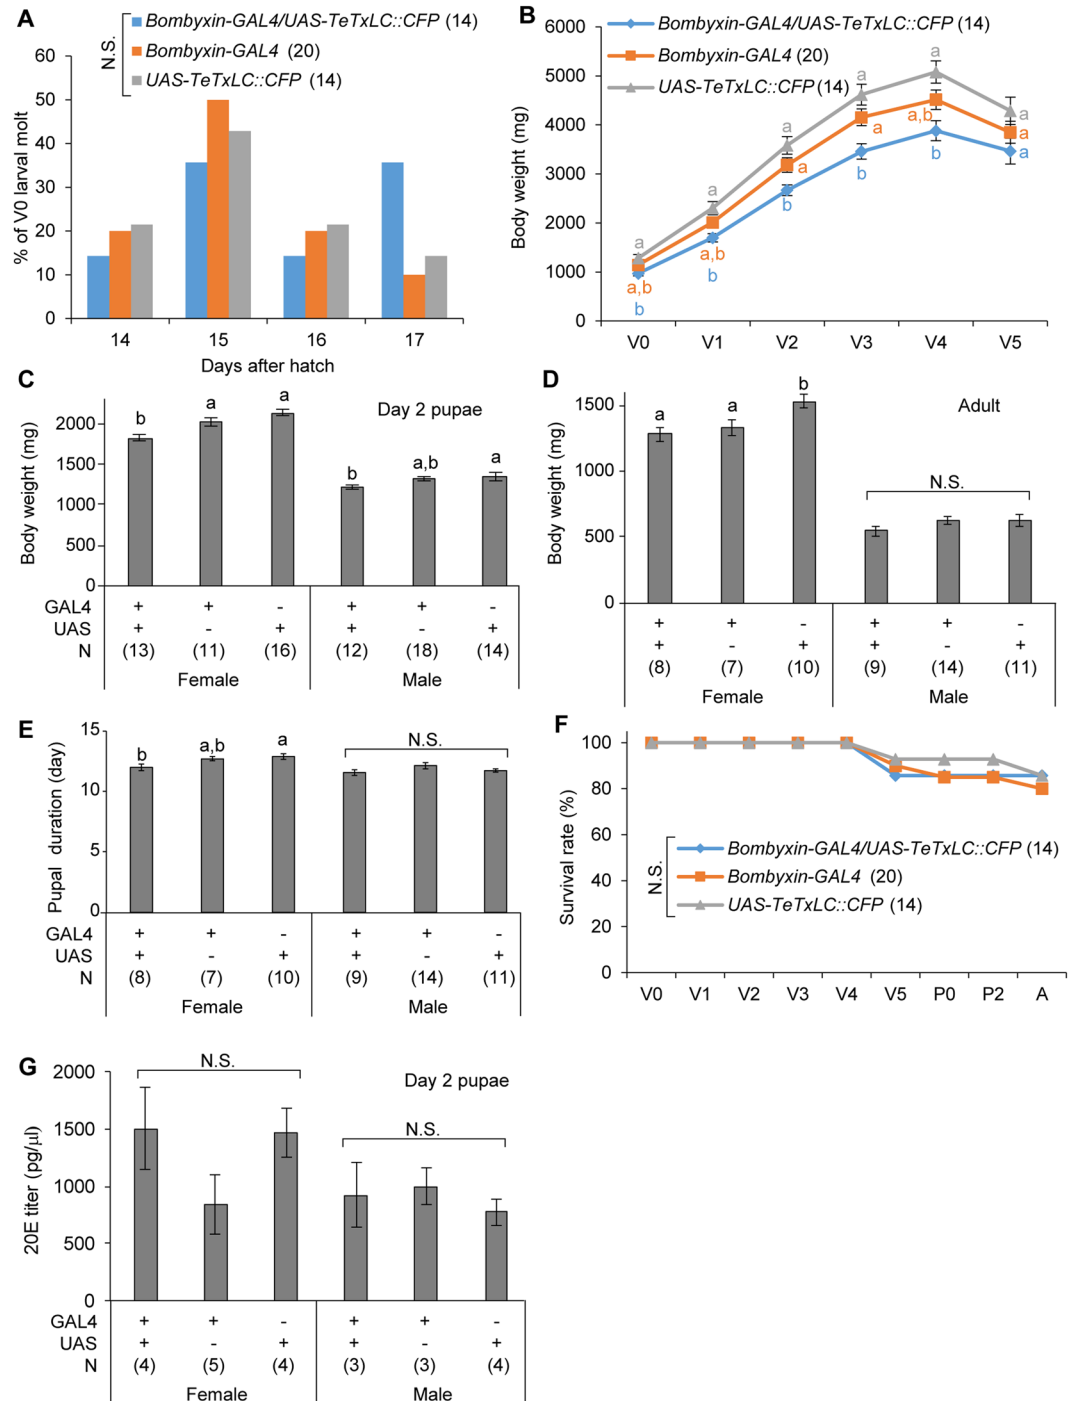 A
N.S.
Bombyxin-GAL4/UAS-TeTxLC::CFP (14)
Bombyxin-GAL4 (20)
UAS-TeTxLC::CFP (14)
% of V0 larval molt
60
50
40
30
20
10
0
14 15 16 17
Days after hatch
B
Bombyxin-GAL4/UAS-TeTxLC::CFP (14)
Bombyxin-GAL4 (20)
UAS-TeTxLC::CFP (14)
Body weight (mg)
6000
5000
4000
3000
2000
1000
0
a a a a a a
a,b a,b a a a,b a
b b b b b a
V0 V1 V2 V3 V4 V5
C
Day 2 pupae
Body weight (mg)
2000
1500
1000
500
0
b a a b a,b a
GAL4 + + - + + -
UAS + - + + - +
N (13) (11) (16) (12) (18) (14)
Female Male
D
Adult
Body weight (mg)
1500
1000
500
0
a a b N.S.
+ + - + + -
+ - + + - +
(8) (7) (10) (9) (14) (11)
Female Male
E
Pupal duration (day)
15
10
5
0
b a,b a N.S.
GAL4 + + - + + -
UAS + - + + - +
N (8) (7) (10) (9) (14) (11)
Female Male
F
Survival rate (%)
100
80
60
40
20
0
N.S.
Bombyxin-GAL4/UAS-TeTxLC::CFP (14)
Bombyxin-GAL4 (20)
UAS-TeTxLC::CFP (14)
V0 V1 V2 V3 V4 V5 P0 P2 A
G
N.S.
Day 2 pupae
N.S.
20E titer (pg/μl)
2000
1500
1000
500
0
GAL4 + + - + + -
UAS + - + + - +
N (4) (5) (4) (3) (3) (4)
Female Male